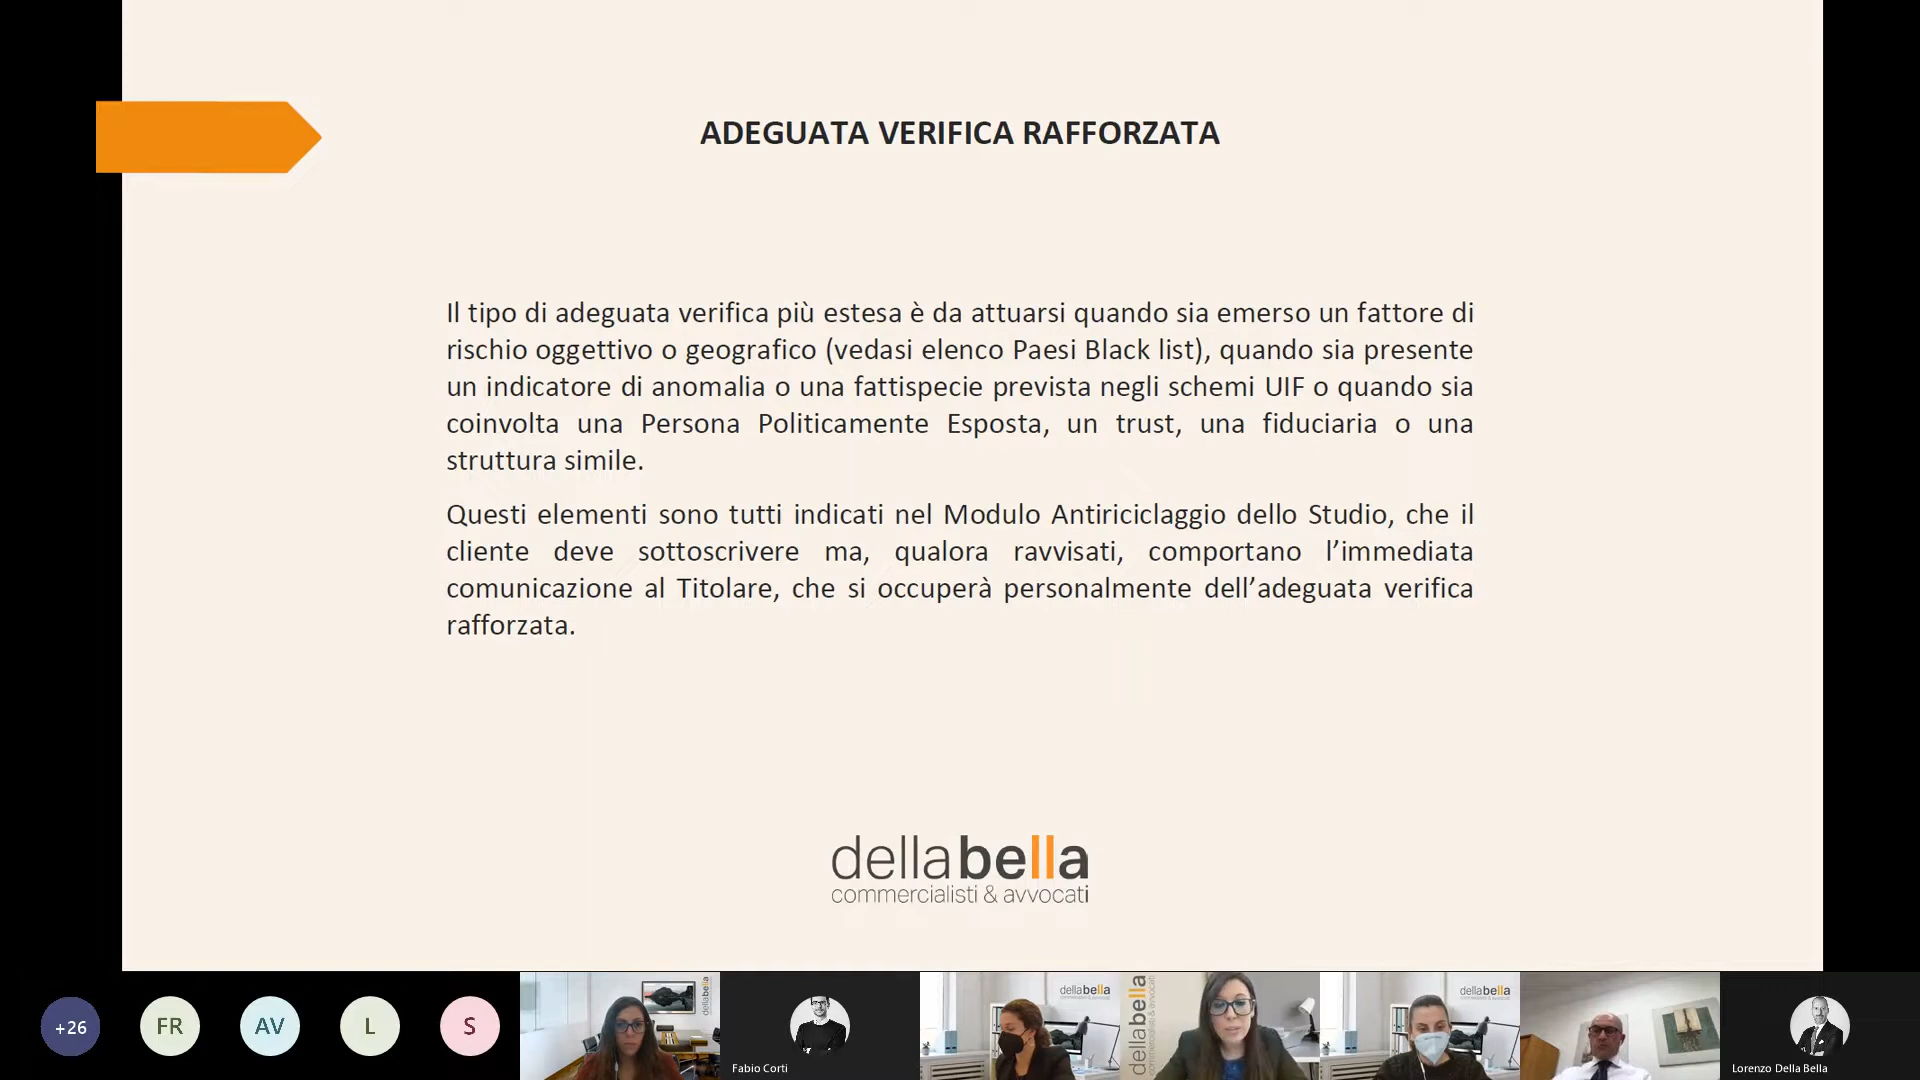 ADEGUATA VERIFICA RAFFORZATA
Il tipo di adeguata verifica più estesa è da attuarsi quando sia emerso un fattore di
rischio oggettivo o geografico (vedasi elenco Paesi Black list), quando sia presente
un indicatore di anomalia o una fattispecie prevista negli schemi UIF o quando sia
coinvolta una Persona Politicamente Esposta, un trust, una fiduciaria o una
struttura simile.
Questi elementi sono tutti indicati nel Modulo Antiriciclaggio dello Studio, che il
cliente deve sottoscrivere ma, qualora ravvisati, comportano l’immediata
comunicazione al Titolare, che si occuperà personalmente dell’adeguata verifica
rafforzata.
dellabella
commercialisti & avvocati
+26
FR
AV
L
S
dellabella
Fabio Corti
dellabella
dellabella
commercialisti & avvocati
dellabella
Lorenzo Della Bella